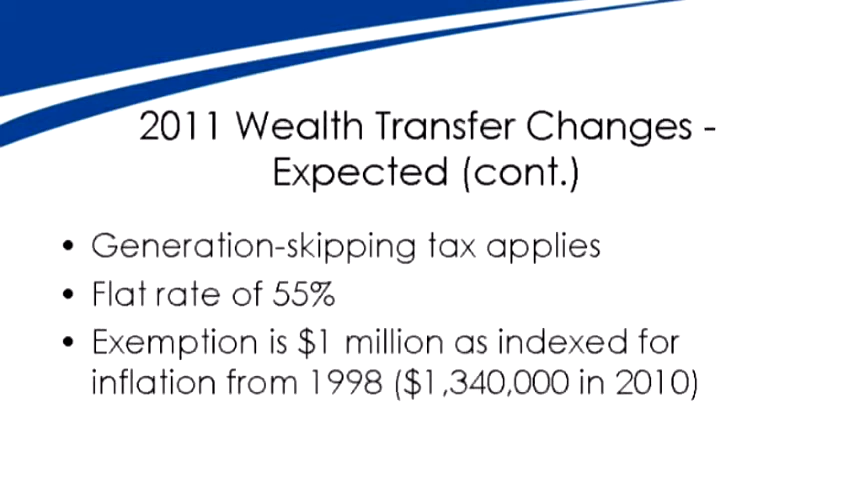 2011 Wealth Transfer Changes -
Expected (cont.)
• Generation-skipping tax applies
• Flat rate of 55%
• Exemption is $1 million as indexed for
inflation from 1998 ($1,340,000 in 2010)